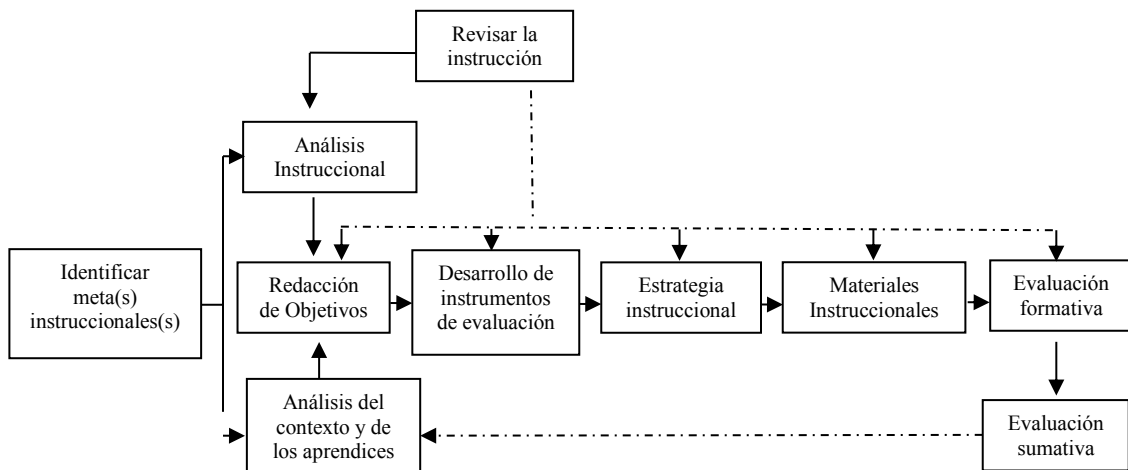 Revisar la
instrucción
Análisis
Instruccional
Identificar
meta(s)
instruccionales(s)
Redacción
de Objetivos
Desarrollo de
instrumentos
de evaluación
Estrategia
instruccional
Materiales
Instruccionales
Evaluación
formativa
Análisis del
contexto y de
los aprendices
Evaluación
sumativa